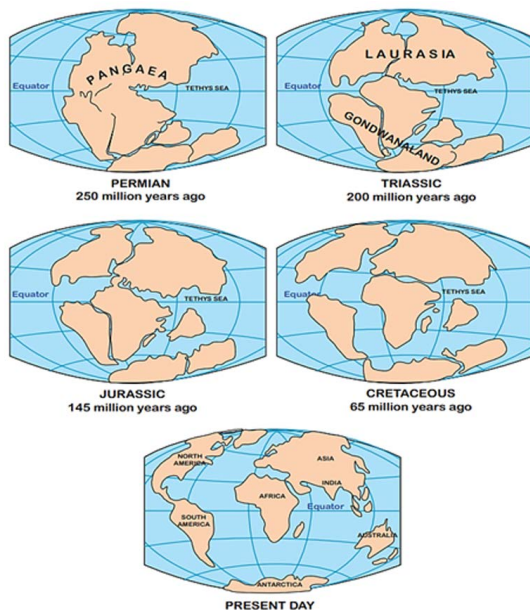 PANGAEA
Equator
TETHYS SEA
PERMIAN
250 million years ago
LAURASIA
Equator
TETHYS SEA
GONDWANALAND
TRIASSIC
200 million years ago
Equator
TETHYS SEA
JURASSIC
145 million years ago
Equator
TETHYS SEA
CRETACEOUS
65 million years ago
NORTH
AMERICA
ASIA
INDIA
AFRICA
Equator
SOUTH
AMERICA
AUSTRALIA
ANTARCTICA
PRESENT DAY